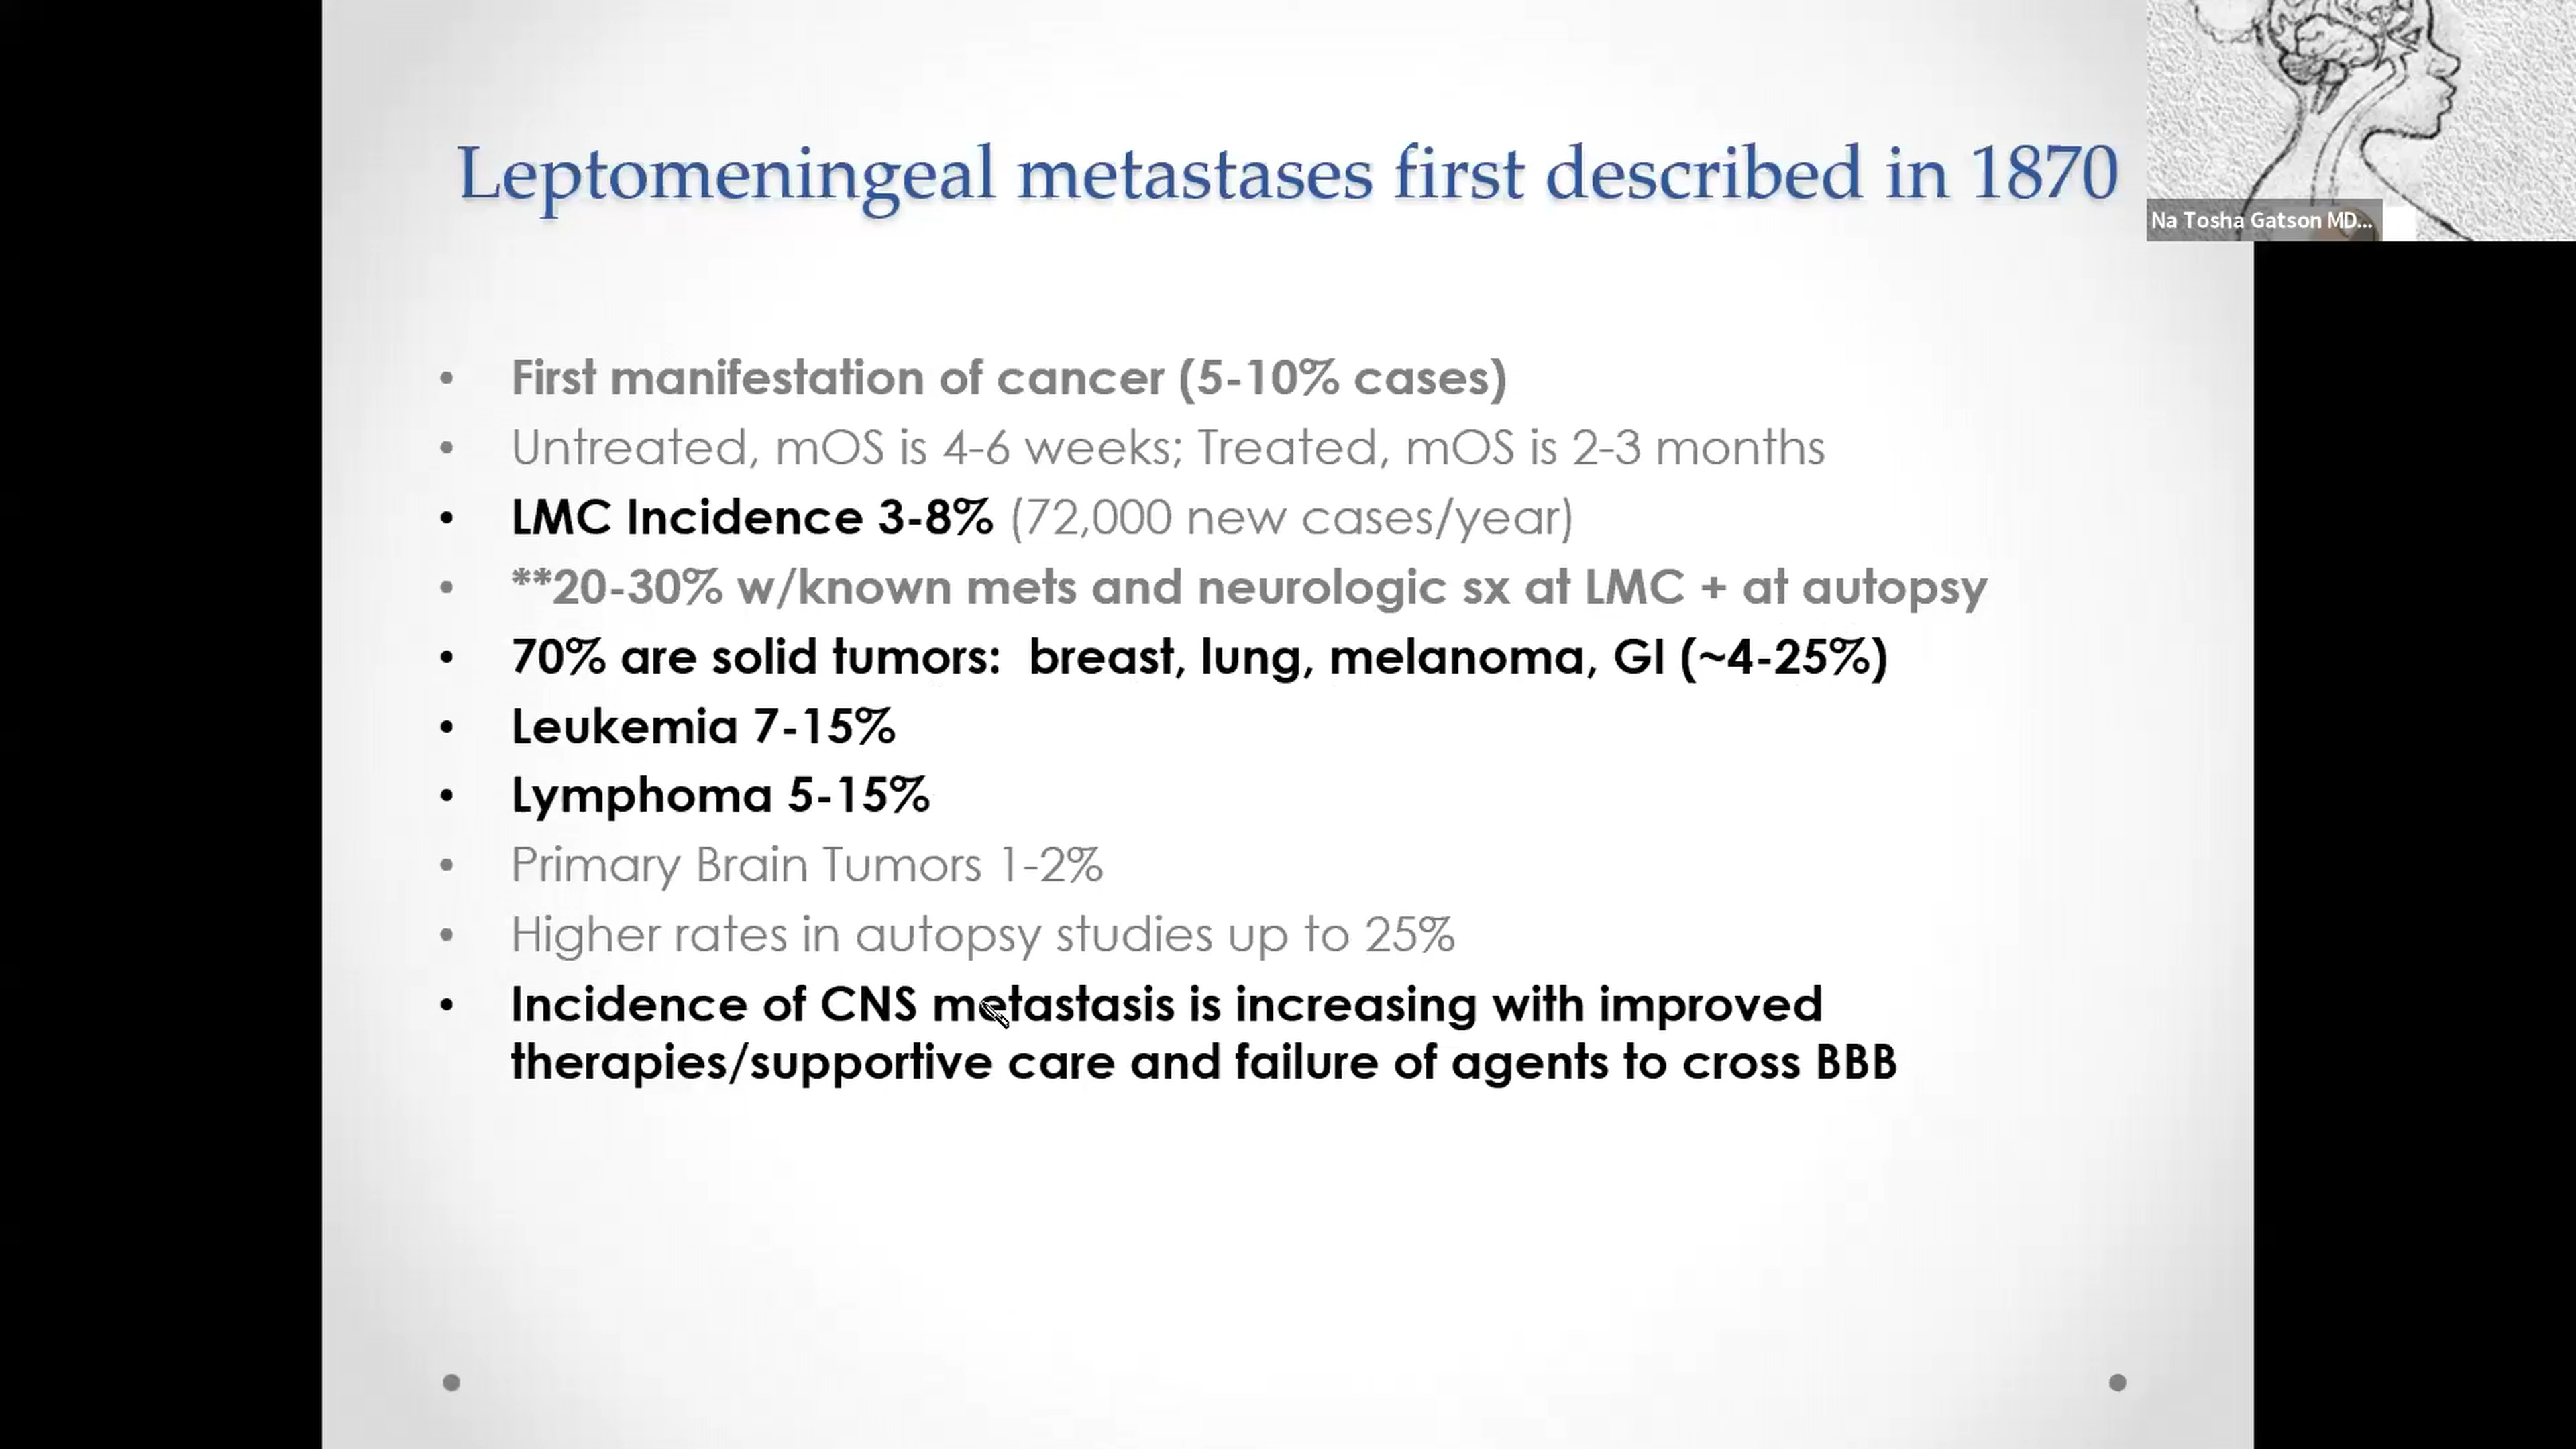 Leptomeningeal metastases first described in 1870
Na Tosha Gatson MD...
• First manifestation of cancer (5-10% cases)
• Untreated, mOS is 4-6 weeks; Treated, mOS is 2-3 months
• LMC Incidence 3-8% (72,000 new cases/year)
• **20-30% w/known mets and neurologic sx at LMC + at autopsy
• 70% are solid tumors: breast, lung, melanoma, GI (~4-25%)
• Leukemia 7-15%
• Lymphoma 5-15%
• Primary Brain Tumors 1-2%
• Higher rates in autopsy studies up to 25%
• Incidence of CNS metastasis is increasing with improved
therapies/supportive care and failure of agents to cross BBB